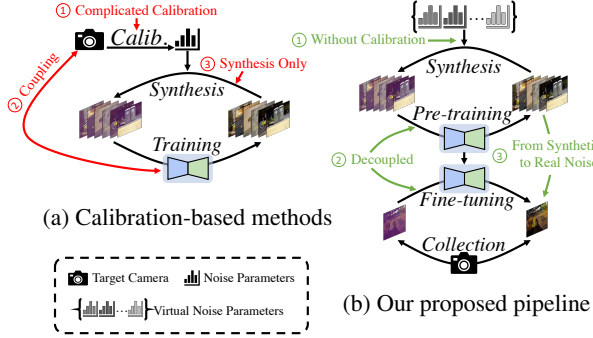 ① Complicated Calibration
Calib.
② Coupling
③ Synthesis Only
Synthesis
Training
(a) Calibration-based methods
Target Camera
Noise Parameters
{ ... } Virtual Noise Parameters
{ ... }
① Without Calibration
Synthesis
Pre-training
② Decoupled
③ From Synthetic
to Real Noise
Fine-tuning
Collection
(b) Our proposed pipeline